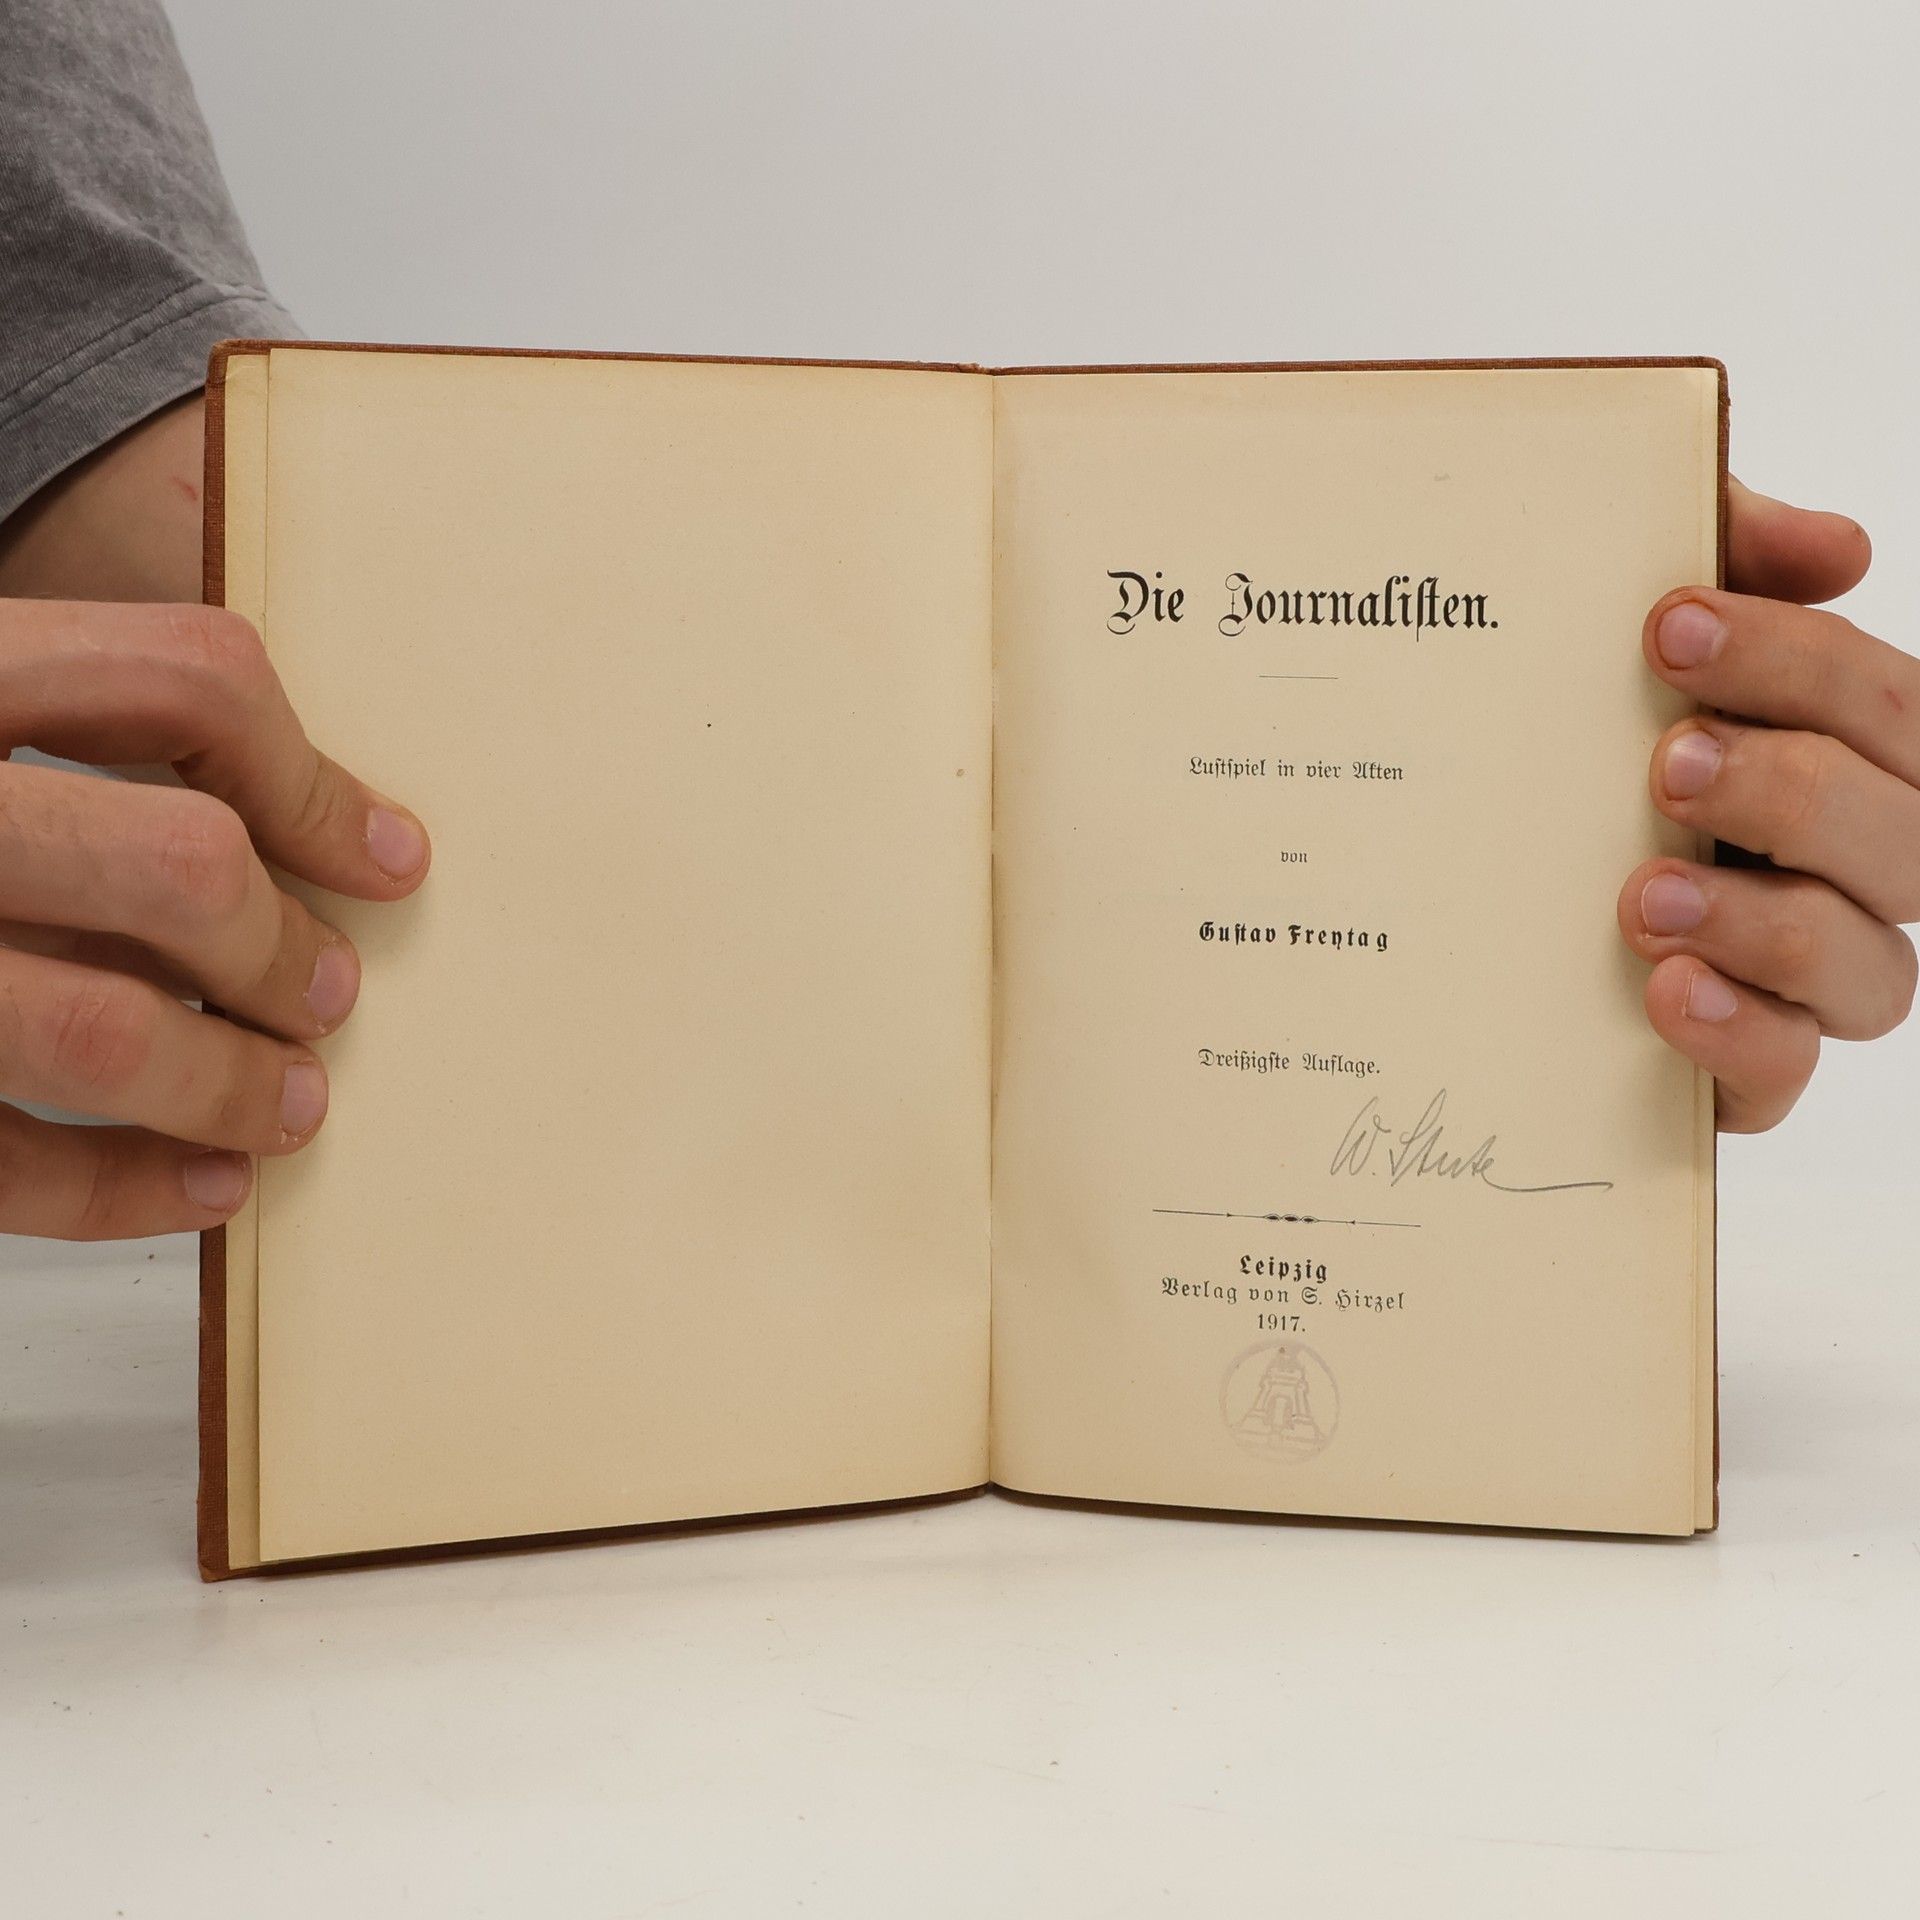 Die Journalisten.
Lustspiel in vier Akten
von
Gustav Freytag
Dreißigste Auflage.
W.
Leipzig
Verlag von S. Hirzel
1917.